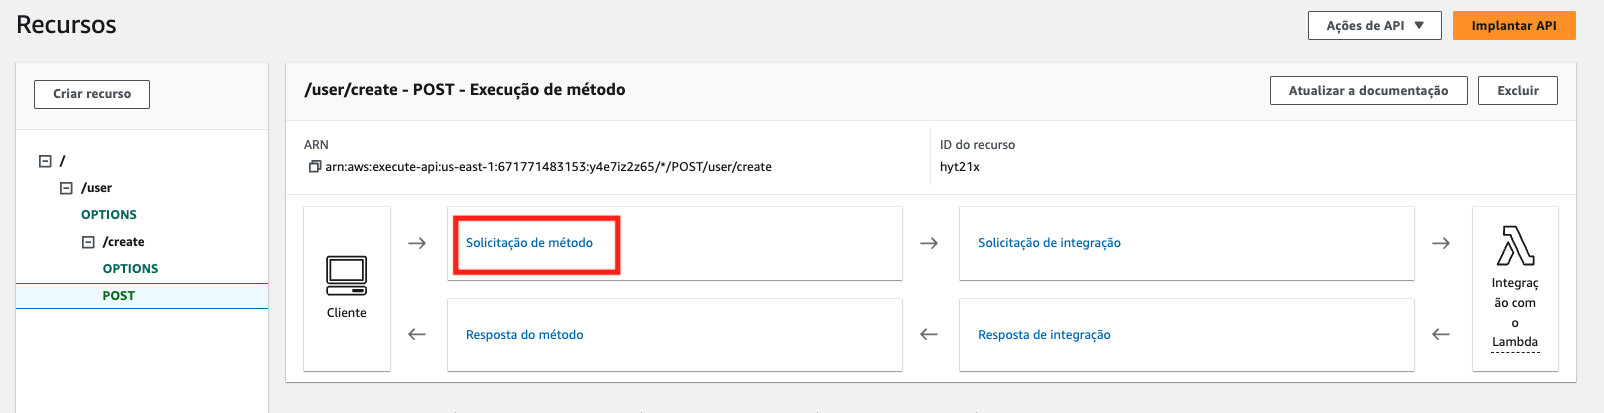 Recursos
Ações de API
Implantar API
Criar recurso
/
/user
OPTIONS
/create
OPTIONS
POST
/user/create - POST - Execução de método
Atualizar a documentação
Excluir
ARN
arn:aws:execute-api:us-east-1:671771483153:y4e7iz2z65/*/POST/user/create
ID do recurso
hyt21x
Cliente
Solicitação de método
Solicitação de integração
Resposta do método
Resposta de integração
Integraç
ão com
o
Lambda